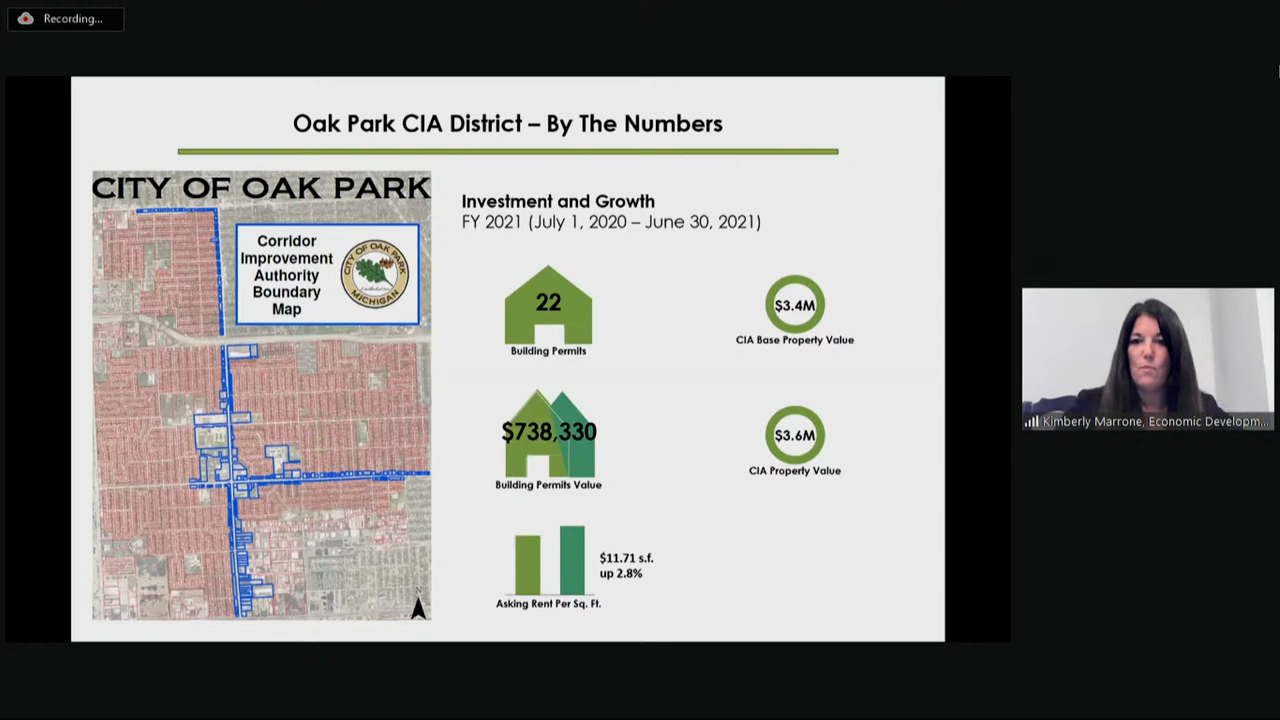 Recording...
Oak Park CIA District – By The Numbers
CITY OF OAK PARK
Corridor
Improvement
Authority
Boundary
Map
CITY OF OAK PARK
MICHIGAN
Investment and Growth
FY 2021 (July 1, 2020 – June 30, 2021)
22
Building Permits
$3.4M
CIA Base Property Value
$738,330
Building Permits Value
$3.6M
CIA Property Value
$11.71 s.f.
up 2.8%
Asking Rent Per Sq. Ft.
Kimberly Marrone, Economic Developm...